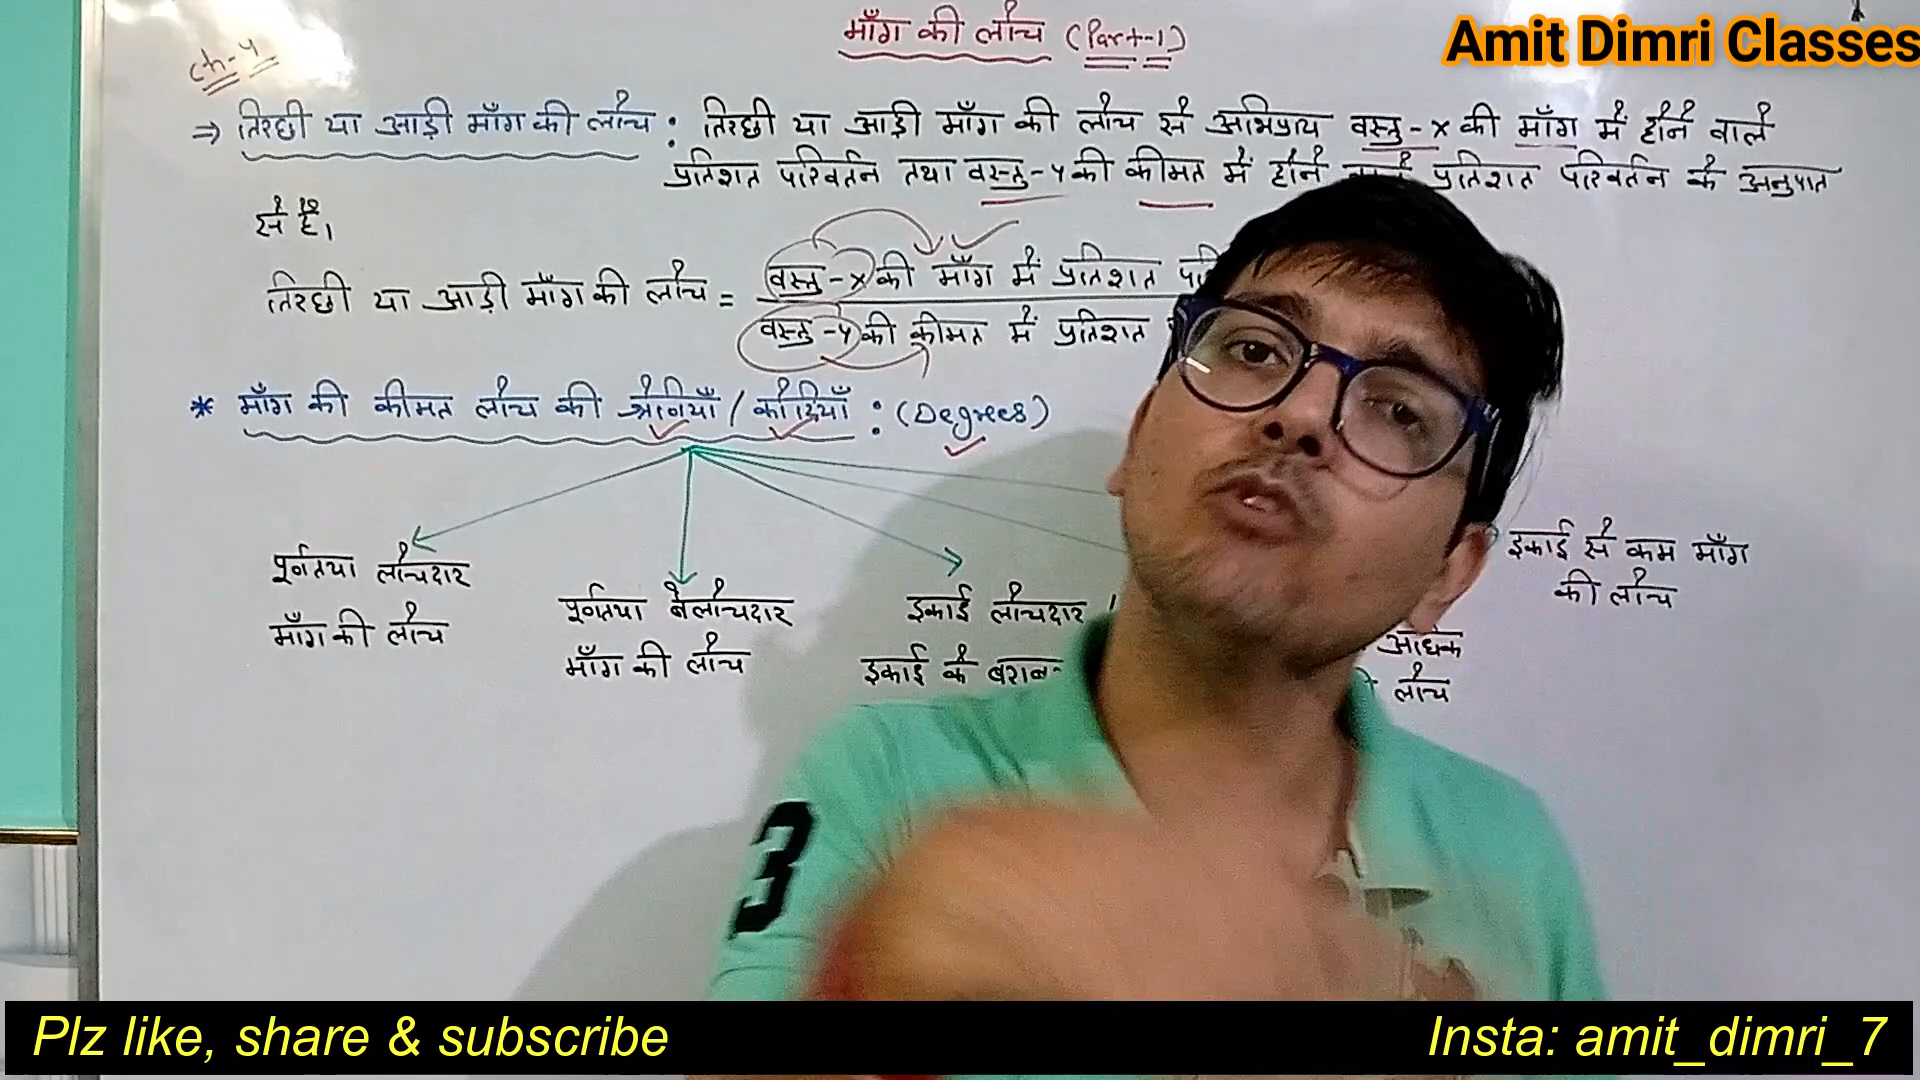 माँग की लोच (Part-1)
Amit Dimri Classes
ch-4
⇒ तिरछी या आड़ी माँग की लोच : तिरछी या आड़ी माँग की लोच से अभिप्राय वस्तु-x की माँग में होने वाले
प्रतिशत परिवर्तन तथा वस्तु-y की कीमत में होने वाले प्रतिशत परिवर्तन के अनुपात
से है।
तिरछी या आड़ी माँग की लोच = वस्तु-x की माँग में प्रतिशत
वस्तु-y की कीमत में प्रतिशत
* माँग की कीमत लोच की श्रेणियाँ / कोटियाँ : (Degrees)
पूर्णतया लोचदार
माँग की लोच
पूर्णतया बेलोचदार
माँग की लोच
इकाई लोचदार /
इकाई के
अधिक
लोच
इकाई से कम माँग
की लोच
3
Plz like, share & subscribe
Insta: amit_dimri_7